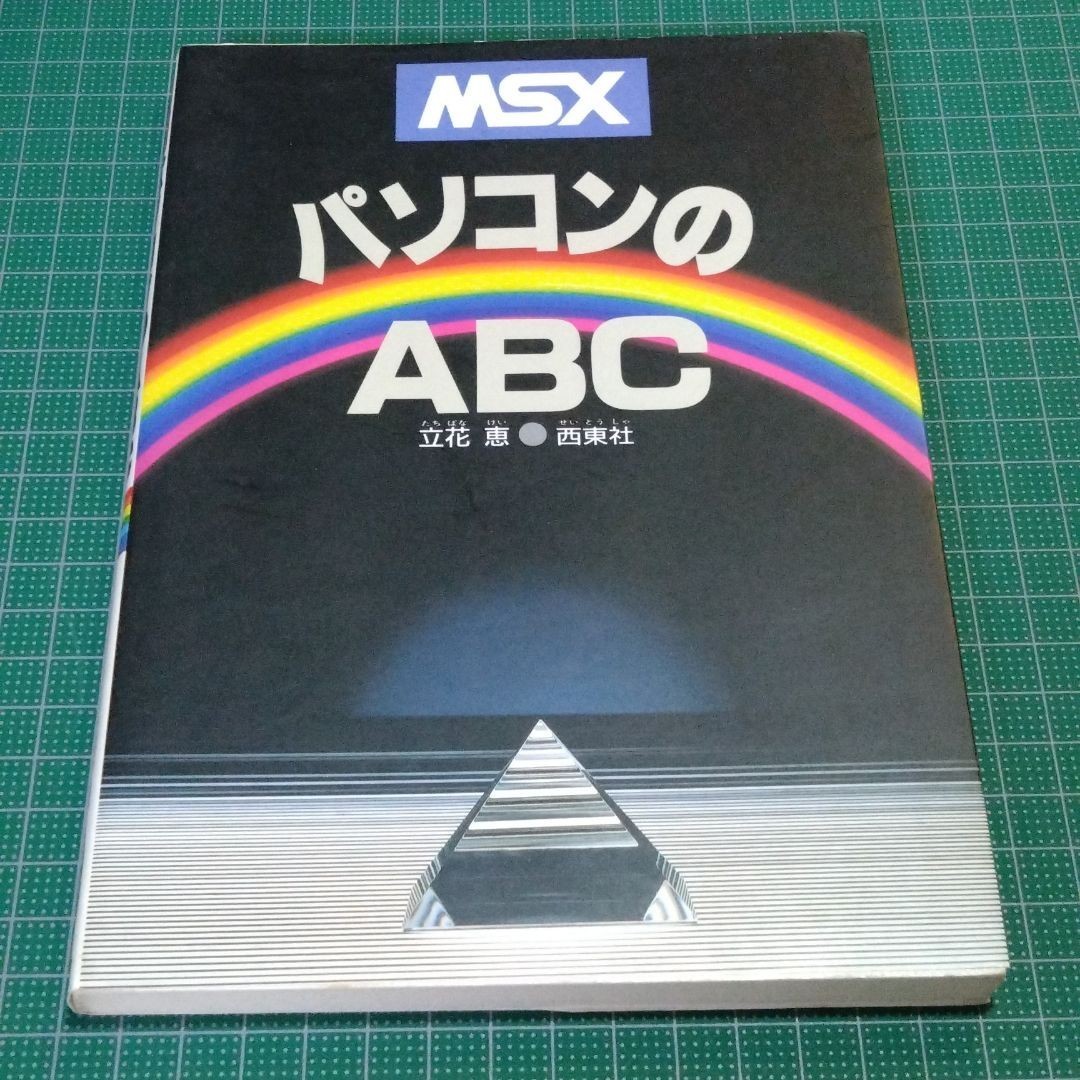 MSX
パソコンの
ABC
たちばな けい せいとうしゃ
立花 恵●西東社